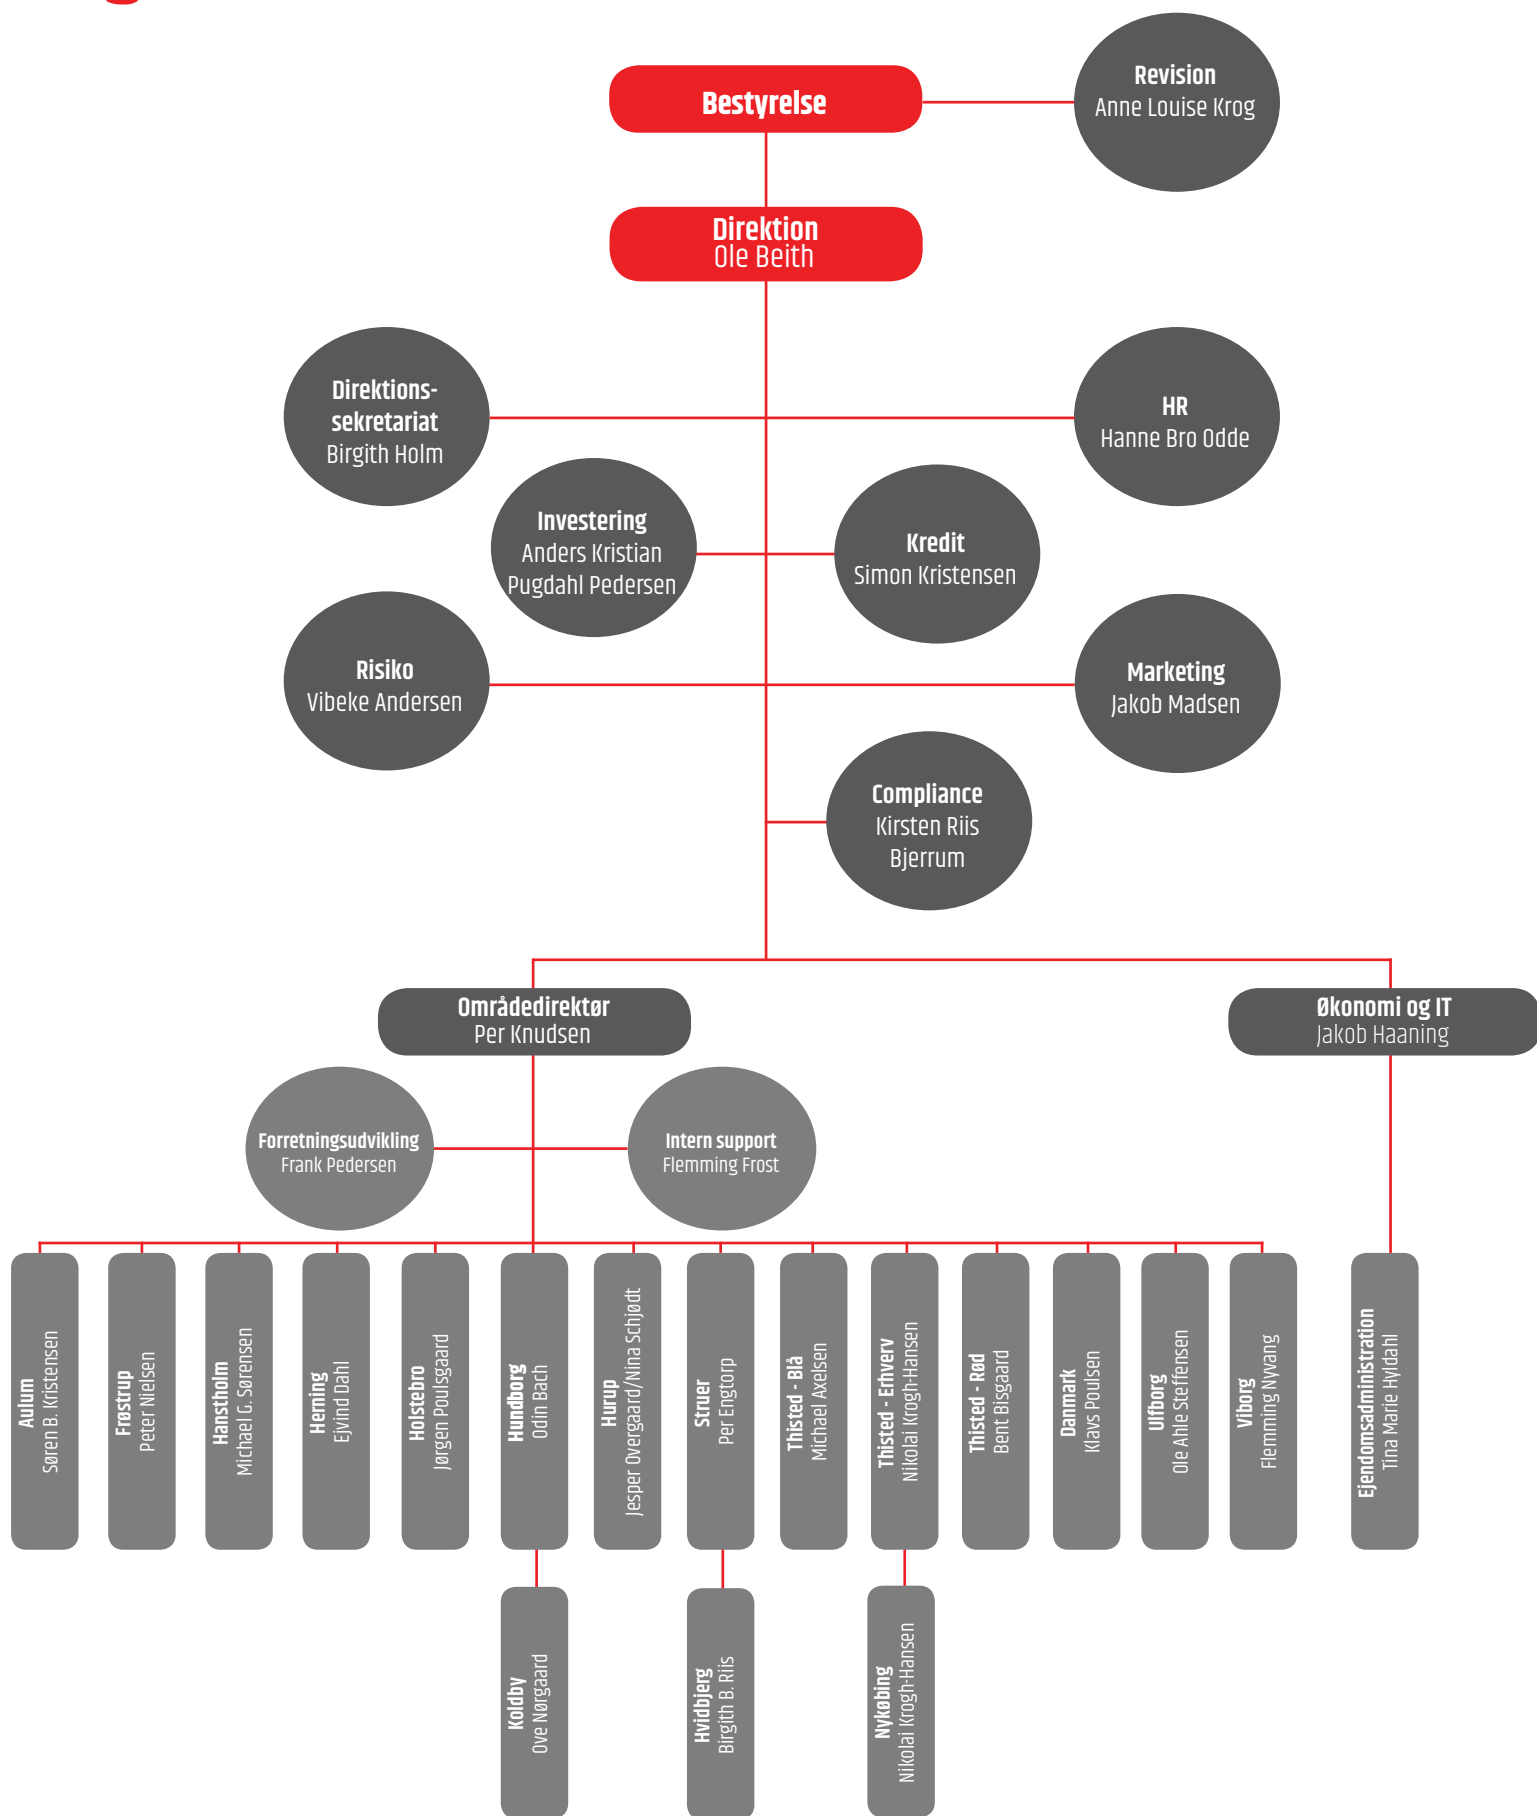 Bestyrelse
Revision
Anne Louise Krog
Direktion
Ole Beith
Direktions-
sekretariat
Birgith Holm
HR
Hanne Bro Odde
Investering
Anders Kristian
Pugdahl Pedersen
Kredit
Simon Kristensen
Risiko
Vibeke Andersen
Marketing
Jakob Madsen
Compliance
Kirsten Riis
Bjerrum
Områdedirektør
Per Knudsen
Økonomi og IT
Jakob Haaning
Forretningsudvikling
Frank Pedersen
Intern support
Flemming Frost
Aulum
Søren B. Kristensen
Frøstrup
Peter Nielsen
Hanstholm
Michael G. Sørensen
Herning
Ejvind Dahl
Holstebro
Jørgen Poulsgaard
Hundborg
Odin Bach
Hurup
Jesper Overgaard/Nina Schjødt
Struer
Per Engtorp
Thisted - Blå
Michael Axelsen
Thisted - Erhverv
Nikolai Krogh-Hansen
Thisted - Rød
Bent Bisgaard
Danmark
Klavs Poulsen
Ulfborg
Ole Ahle Steffensen
Viborg
Flemming Nyvang
Ejendomsadministration
Tina Marie Hyldahl
Koldby
Ove Nørgaard
Hvidbjerg
Birgith B. Riis
Nykøbing
Nikolai Krogh-Hansen